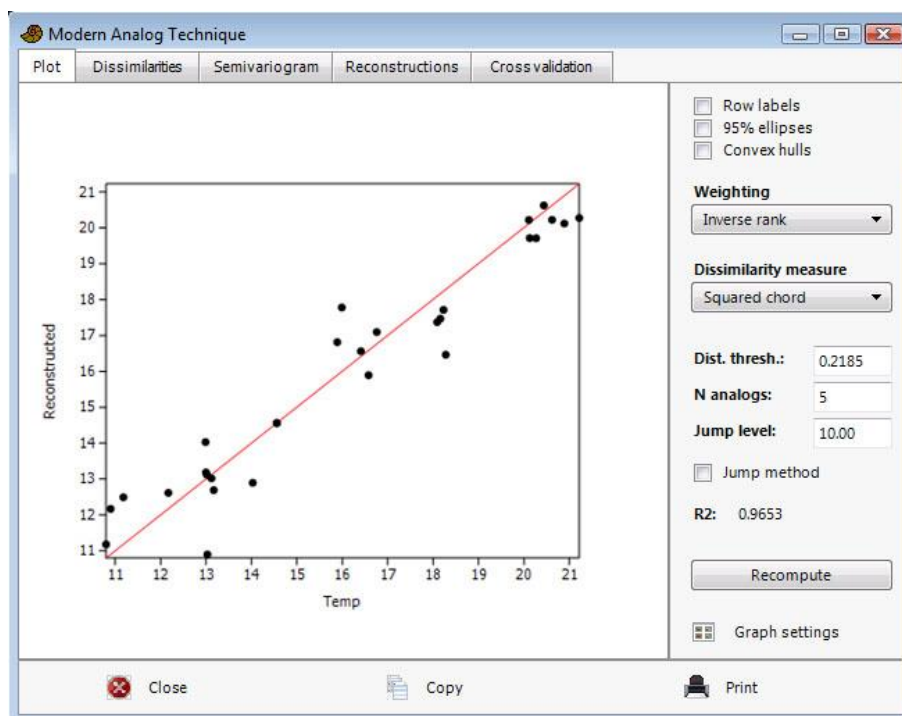 Modern Analog Technique
Plot Dissimilarities Semivariogram Reconstructions Cross validation
Row labels
95% ellipses
Convex hulls
Weighting
Inverse rank
Dissimilarity measure
Squared chord
Dist. thresh.: 0.2185
N analogs: 5
Jump level: 10.00
Jump method
R2: 0.9653
Recompute
Graph settings
21
20
19
18
17
16
15
14
13
12
11
Reconstructed
11 12 13 14 15 16 17 18 19 20 21
Temp
Close Copy Print